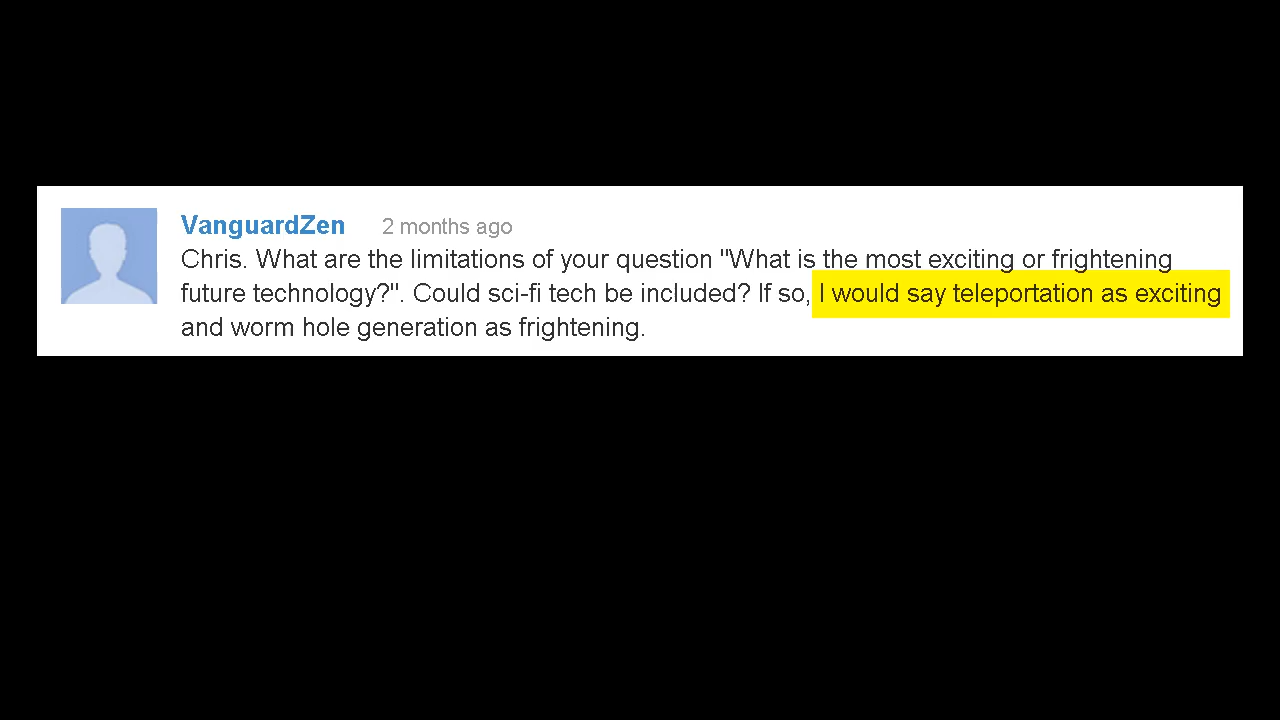 VanguardZen 2 months ago
Chris. What are the limitations of your question "What is the most exciting or frightening
future technology?". Could sci-fi tech be included? If so, I would say teleportation as exciting
and worm hole generation as frightening.